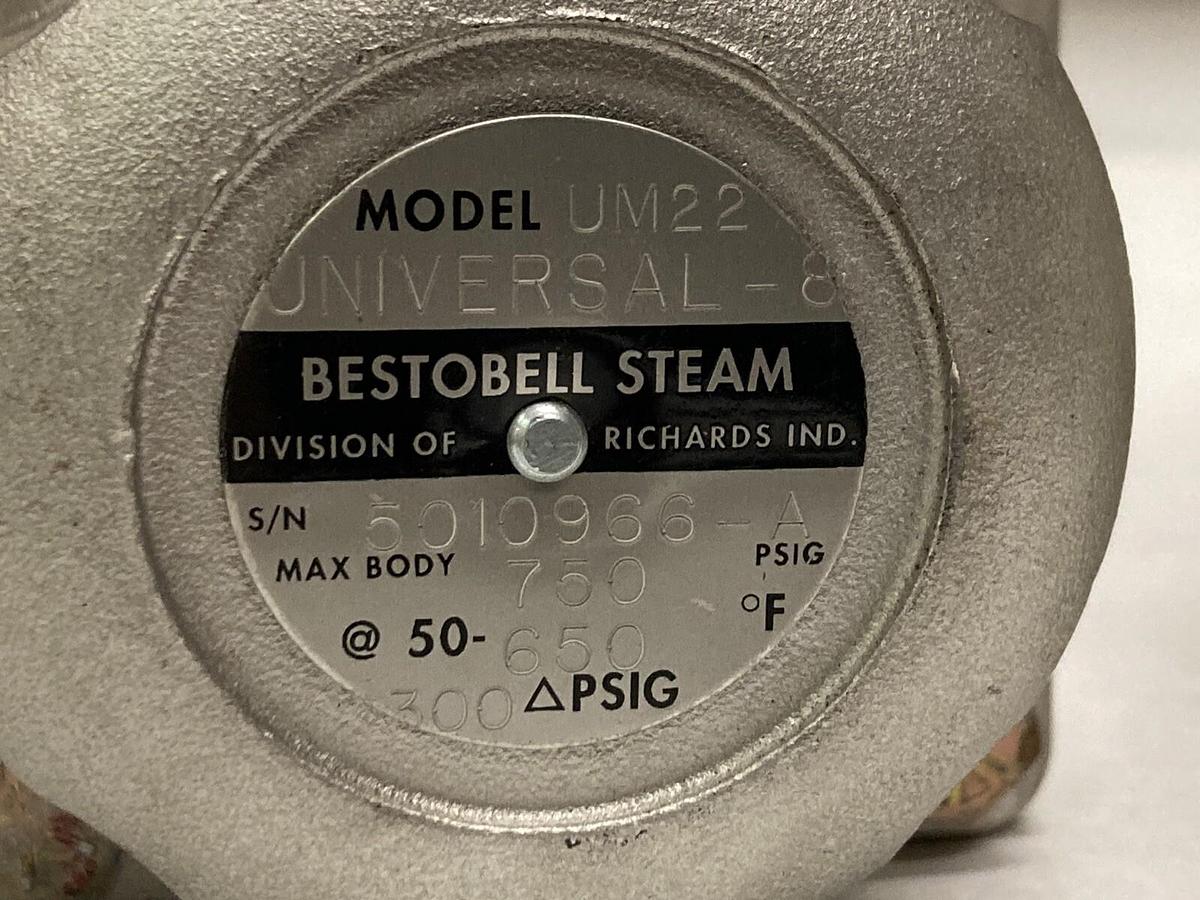 MODEL UM22
UNIVERSAL-8
BESTOBELL STEAM
DIVISION OF RICHARDS IND.
S/N 5010966-A
MAX BODY 750 PSIG
@ 50-650 °F
300 △PSIG